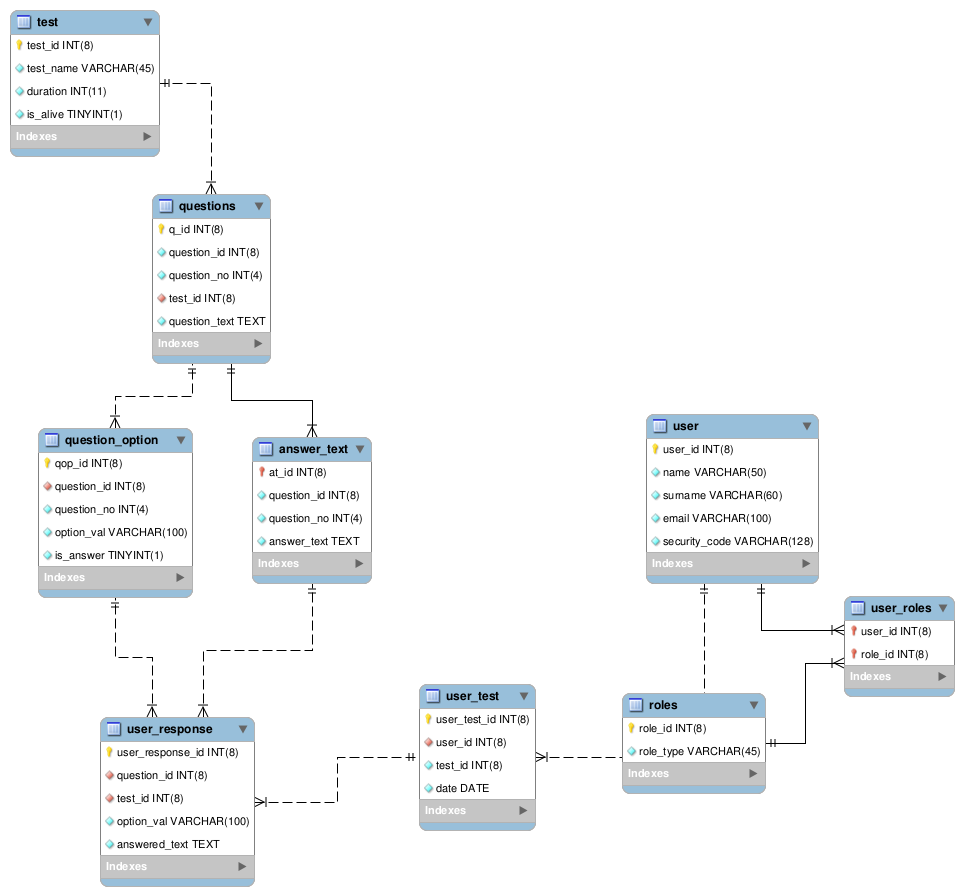 test
test_id INT(8)
test_name VARCHAR(45)
duration INT(11)
is_alive TINYINT(1)
Indexes
questions
q_id INT(8)
question_id INT(8)
question_no INT(4)
test_id INT(8)
question_text TEXT
Indexes
question_option
qop_id INT(8)
question_id INT(8)
question_no INT(4)
option_val VARCHAR(100)
is_answer TINYINT(1)
Indexes
answer_text
at_id INT(8)
question_id INT(8)
question_no INT(4)
answer_text TEXT
Indexes
user
user_id INT(8)
name VARCHAR(50)
surname VARCHAR(60)
email VARCHAR(100)
security_code VARCHAR(128)
Indexes
user_roles
user_id INT(8)
role_id INT(8)
Indexes
user_response
user_response_id INT(8)
question_id INT(8)
test_id INT(8)
option_val VARCHAR(100)
answered_text TEXT
Indexes
user_test
user_test_id INT(8)
user_id INT(8)
test_id INT(8)
date DATE
Indexes
roles
role_id INT(8)
role_type VARCHAR(45)
Indexes